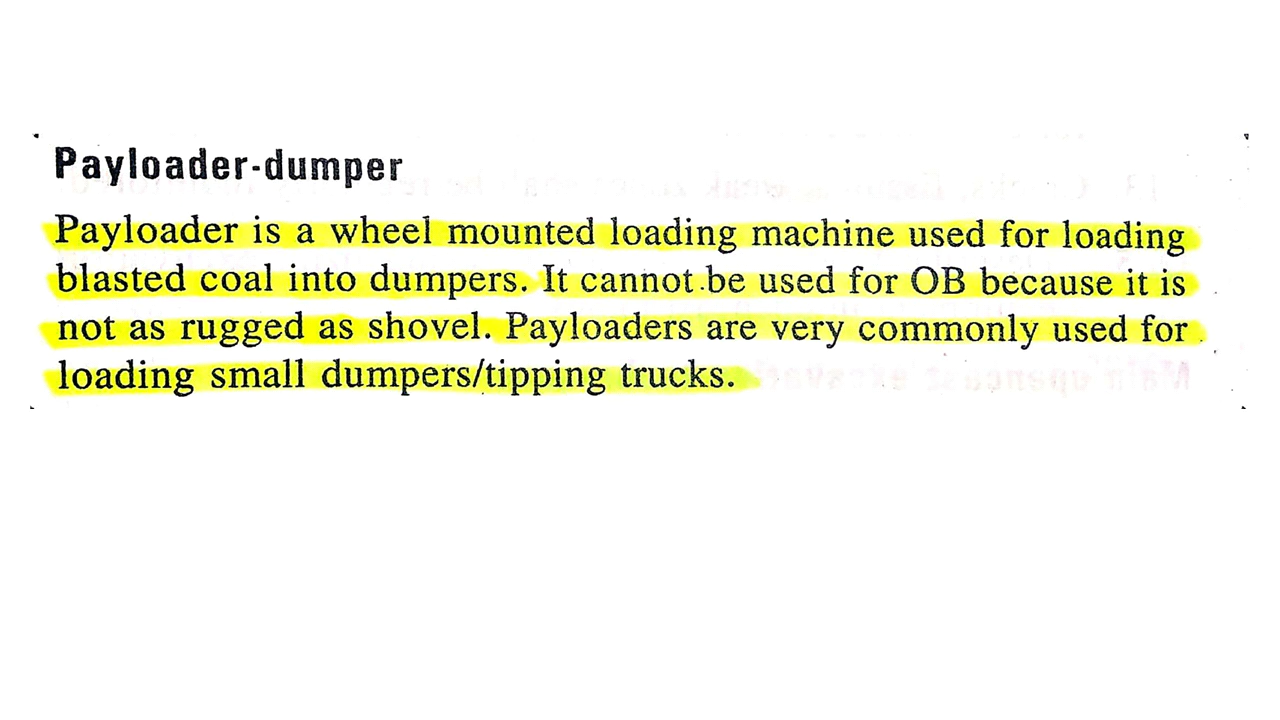 Payloader-dumper
Payloader is a wheel mounted loading machine used for loading
blasted coal into dumpers. It cannot be used for OB because it is
not as rugged as shovel. Payloaders are very commonly used for
loading small dumpers/tipping trucks.